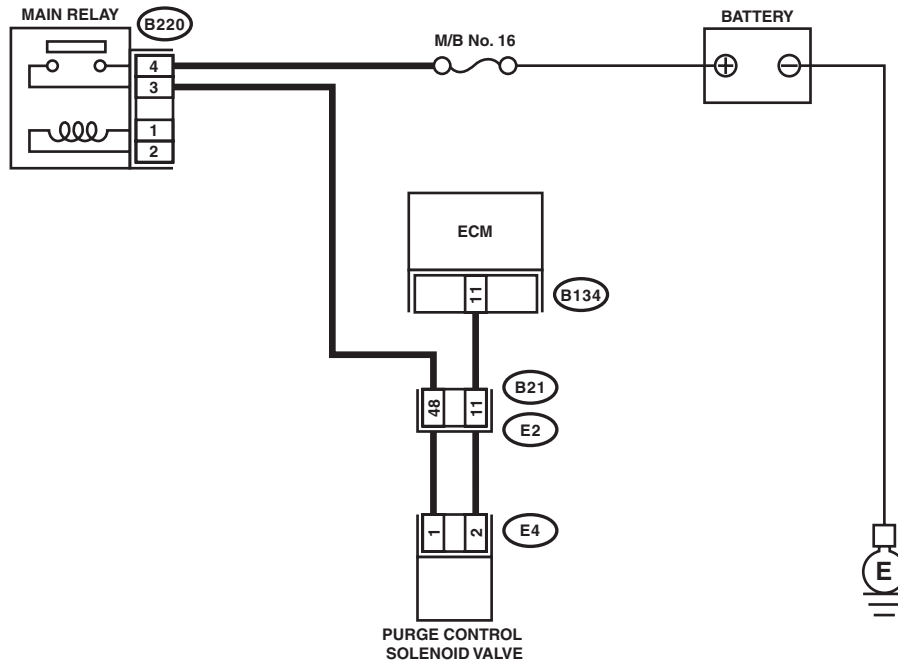 MAIN RELAY
B220
BATTERY
M/B No. 16
4
3
1
2
ECM
11
B134
B21
48
11
E2
1
2
E4
E
PURGE CONTROL
SOLENOID VALVE